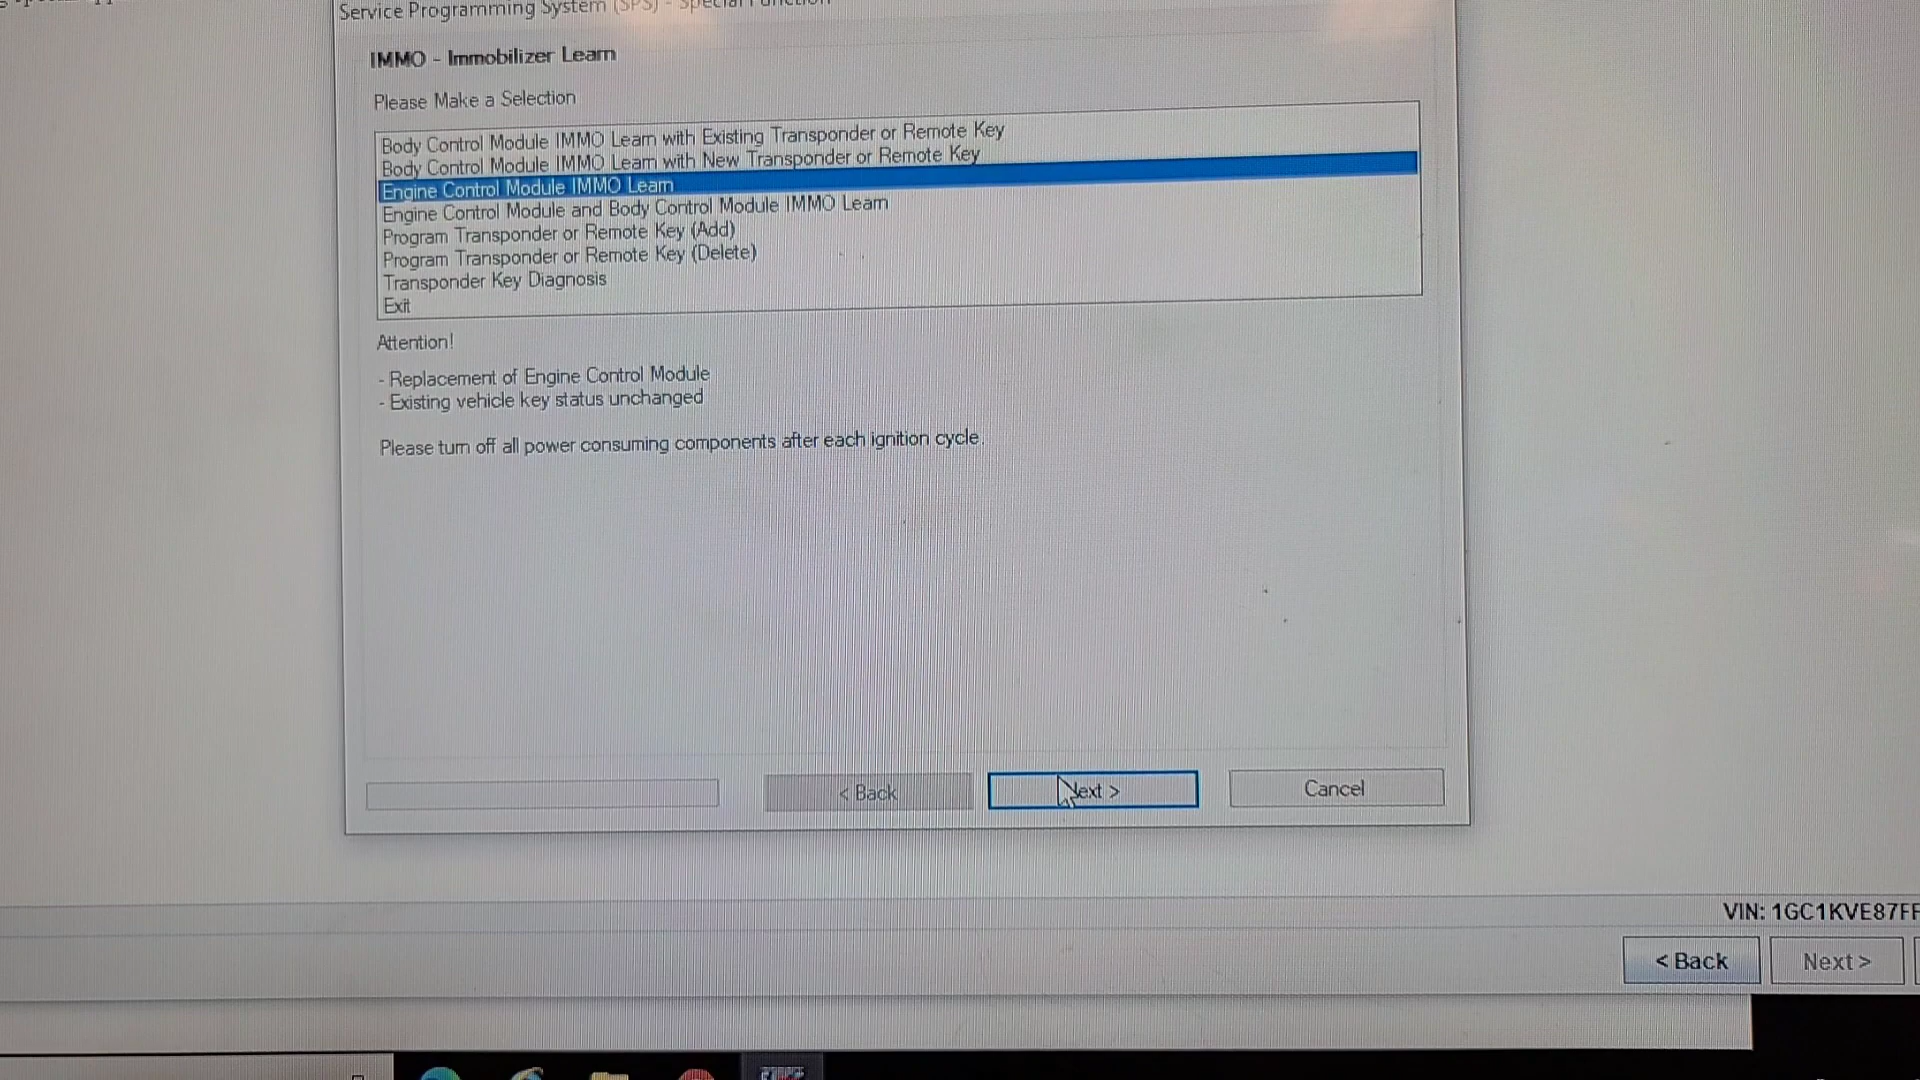 Service Programming System (SPS) - Special Function
IMMO - Immobilizer Learn
Please Make a Selection
Body Control Module IMMO Learn with Existing Transponder or Remote Key
Body Control Module IMMO Learn with New Transponder or Remote Key
Engine Control Module IMMO Learn
Engine Control Module and Body Control Module IMMO Learn
Program Transponder or Remote Key (Add)
Program Transponder or Remote Key (Delete)
Transponder Key Diagnosis
Exit
Attention!
- Replacement of Engine Control Module
- Existing vehicle key status unchanged
Please turn off all power consuming components after each ignition cycle.
< Back
Next >
Cancel
VIN: 1GC1KVE87FF
< Back
Next >